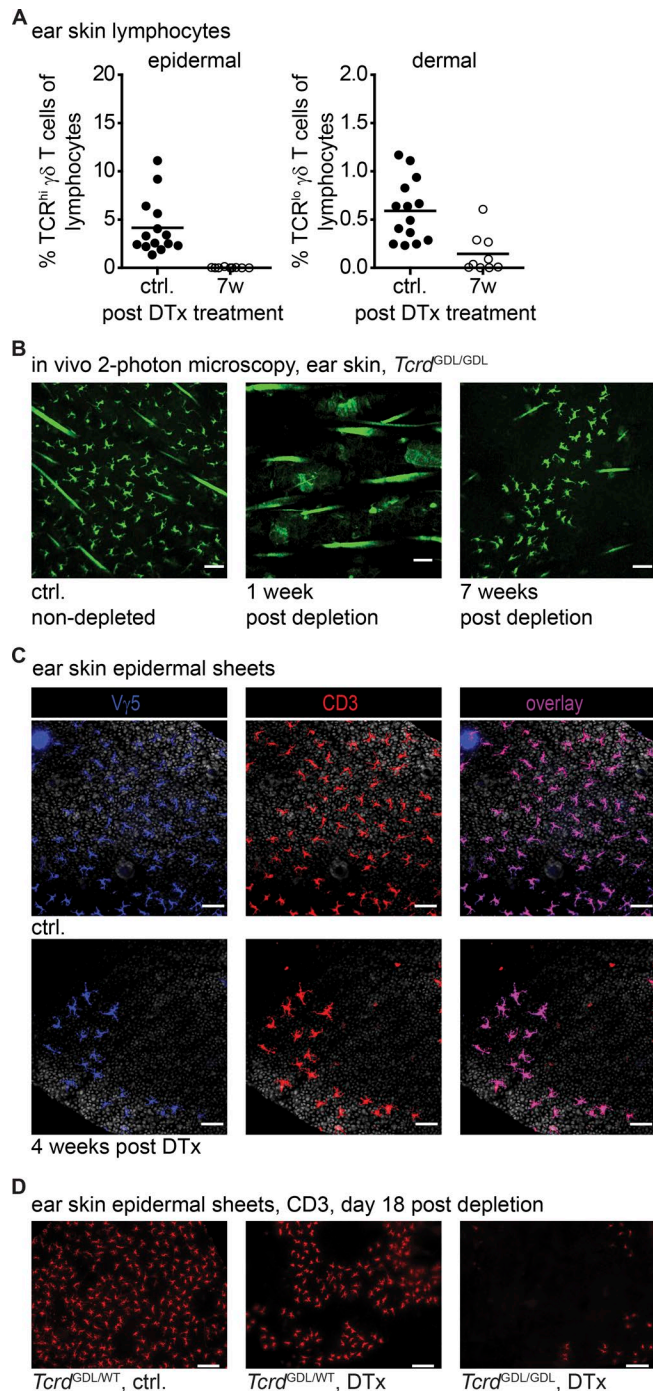 A
ear skin lymphocytes
epidermal
dermal
% TCRhi γδ T cells of
lymphocytes
20
15
10
5
0
ctrl.
7w
post DTx treatment
% TCRlo γδ T cells of
lymphocytes
2.0
1.5
1.0
0.5
0.0
ctrl.
7w
post DTx treatment
B
in vivo 2-photon microscopy, ear skin, TcrdGDL/GDL
ctrl.
non-depleted
1 week
post depletion
7 weeks
post depletion
C
ear skin epidermal sheets
Vγ5
CD3
overlay
ctrl.
4 weeks post DTx
D
ear skin epidermal sheets, CD3, day 18 post depletion
TcrdGDL/WT, ctrl.
TcrdGDL/WT, DTx
TcrdGDL/GDL, DTx